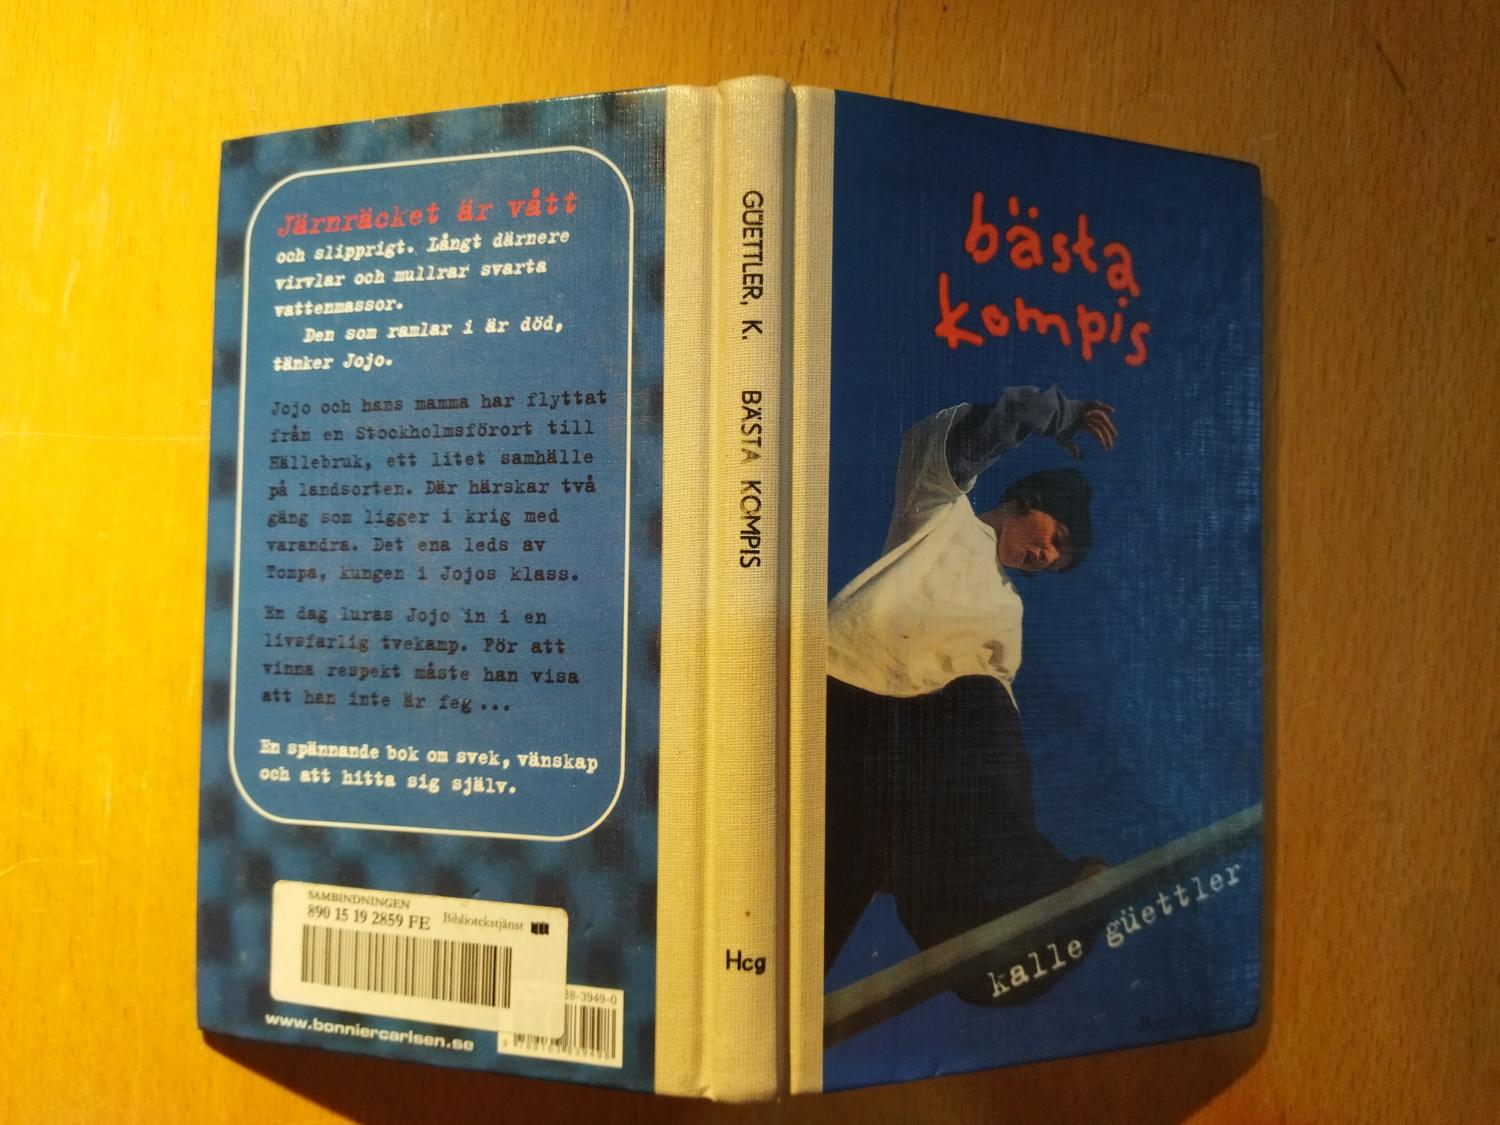 Järnräcket är vått
och slipprigt. Långt därnere
virvlar och mullrar svarta
vattenmassor.
Den som ramlar i är död,
tänker Jojo.
Jojo och hans mamma har flyttat
från en Stockholmsförort till
Hällebruk, ett litet samhälle
på landsorten. Där härskar två
gäng som ligger i krig med
varandra. Det ena leds av
Tompa, kungen i Jojos klass.
En dag luras Jojo in i en
livsfarlig tvekamp. För att
vinna respekt måste han visa
att han inte är feg...
En spännande bok om svek, vänskap
och att hitta sig själv.
SAMBINDNINGEN
890 15 19 2859 FE Bibliotekstjänst
38-3949-0
www.bonniercarlsen.se
GÜETTLER, K. BÄSTA KOMPIS
Hcg
bästa
kompis
kalle güettler